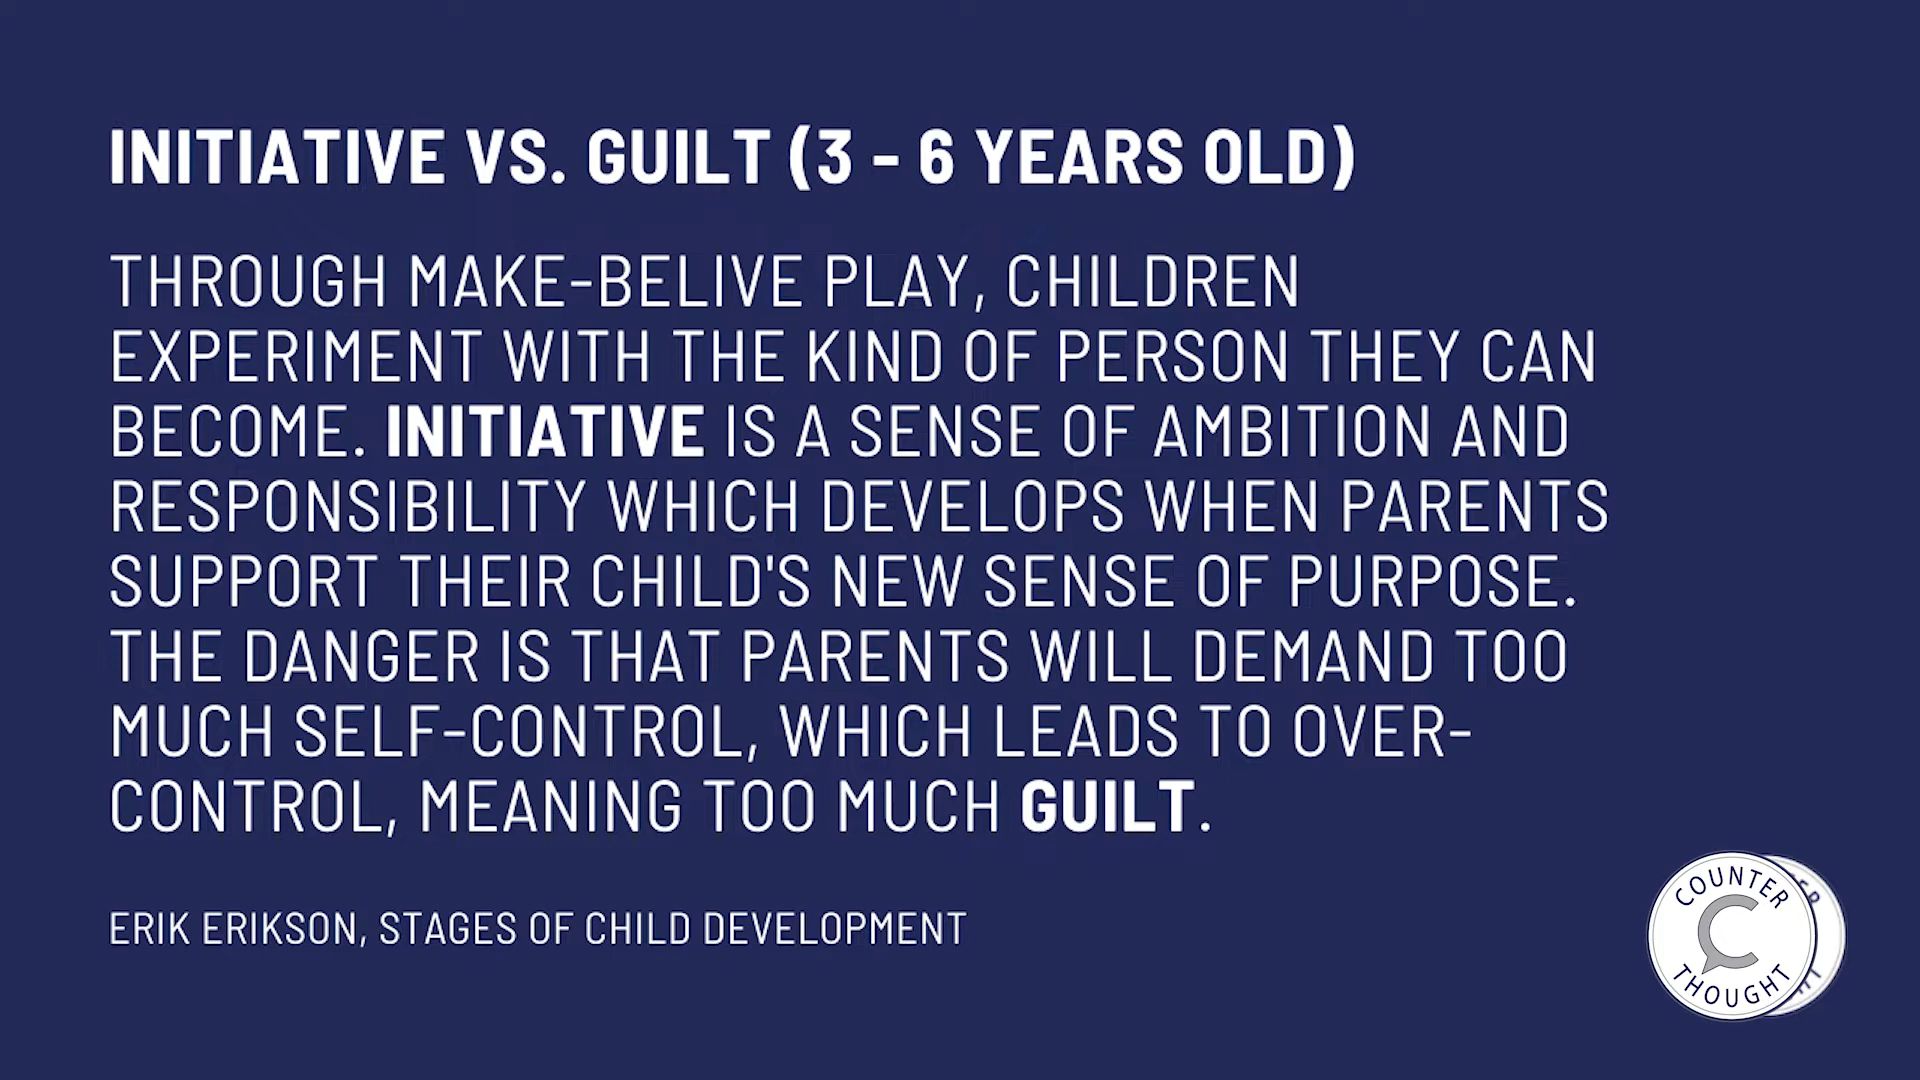 INITIATIVE VS. GUILT (3 - 6 YEARS OLD)
THROUGH MAKE-BELIVE PLAY, CHILDREN
EXPERIMENT WITH THE KIND OF PERSON THEY CAN
BECOME. INITIATIVE IS A SENSE OF AMBITION AND
RESPONSIBILITY WHICH DEVELOPS WHEN PARENTS
SUPPORT THEIR CHILD'S NEW SENSE OF PURPOSE.
THE DANGER IS THAT PARENTS WILL DEMAND TOO
MUCH SELF-CONTROL, WHICH LEADS TO OVER-
CONTROL, MEANING TOO MUCH GUILT.
ERIK ERIKSON, STAGES OF CHILD DEVELOPMENT
COUNTER
THOUGHT